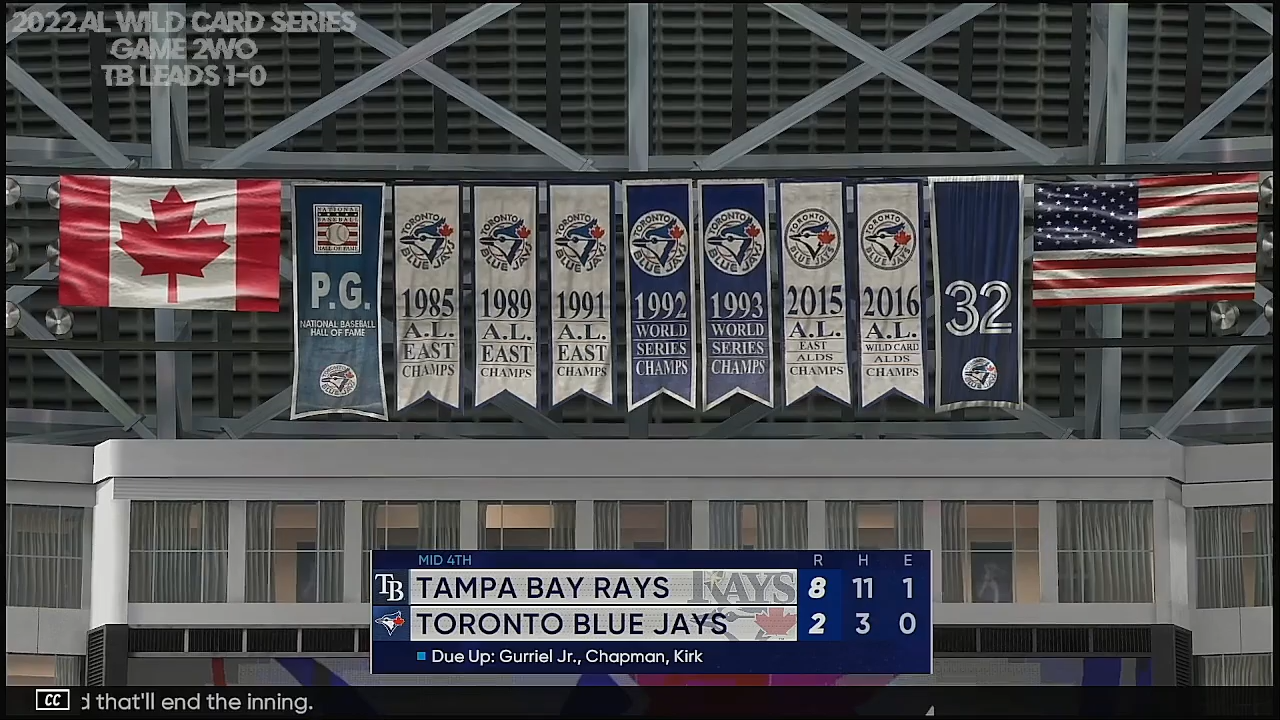 2022 AL WILD CARD SERIES
GAME 2WO
TB LEADS 1-0
NATIONAL
BASEBALL
HALL OF FAME
P.G.
NATIONAL BASEBALL
HALL OF FAME
TORONTO
BLUE JAYS
1985
A.L.
EAST
CHAMPS
TORONTO
BLUE JAYS
1989
A.L.
EAST
CHAMPS
TORONTO
BLUE JAYS
1991
A.L.
EAST
CHAMPS
TORONTO
BLUE JAYS
1992
WORLD
SERIES
CHAMPS
TORONTO
BLUE JAYS
1993
WORLD
SERIES
CHAMPS
TORONTO
BLUE JAYS
2015
A.L.
EAST
ALDS
CHAMPS
TORONTO
BLUE JAYS
2016
A.L.
WILD CARD
ALDS
CHAMPS
32
MID 4TH R H E
TB TAMPA BAY RAYS RAYS 8 11 1
TORONTO BLUE JAYS 2 3 0
Due Up: Gurriel Jr., Chapman, Kirk
CC d that'll end the inning.